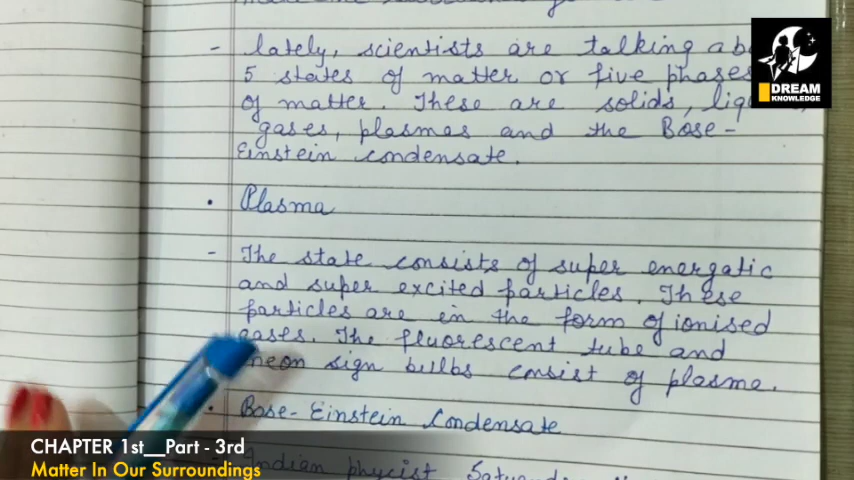 - lately, scientists are talking
5 states of matter or five phases
of matter. These are solids,
gases, plasmas and the Bose-
Einstein condensate.
• Plasma
- The state consists of super energatic
and super excited particles. These
particles are in the form of ionised
gases. The fluorescent tube and
neon sign bulbs consist of plasma.
• Bose-Einstein Condensate
Indian phycist
DREAM
KNOWLEDGE
CHAPTER 1st__Part - 3rd
Matter In Our Surroundings